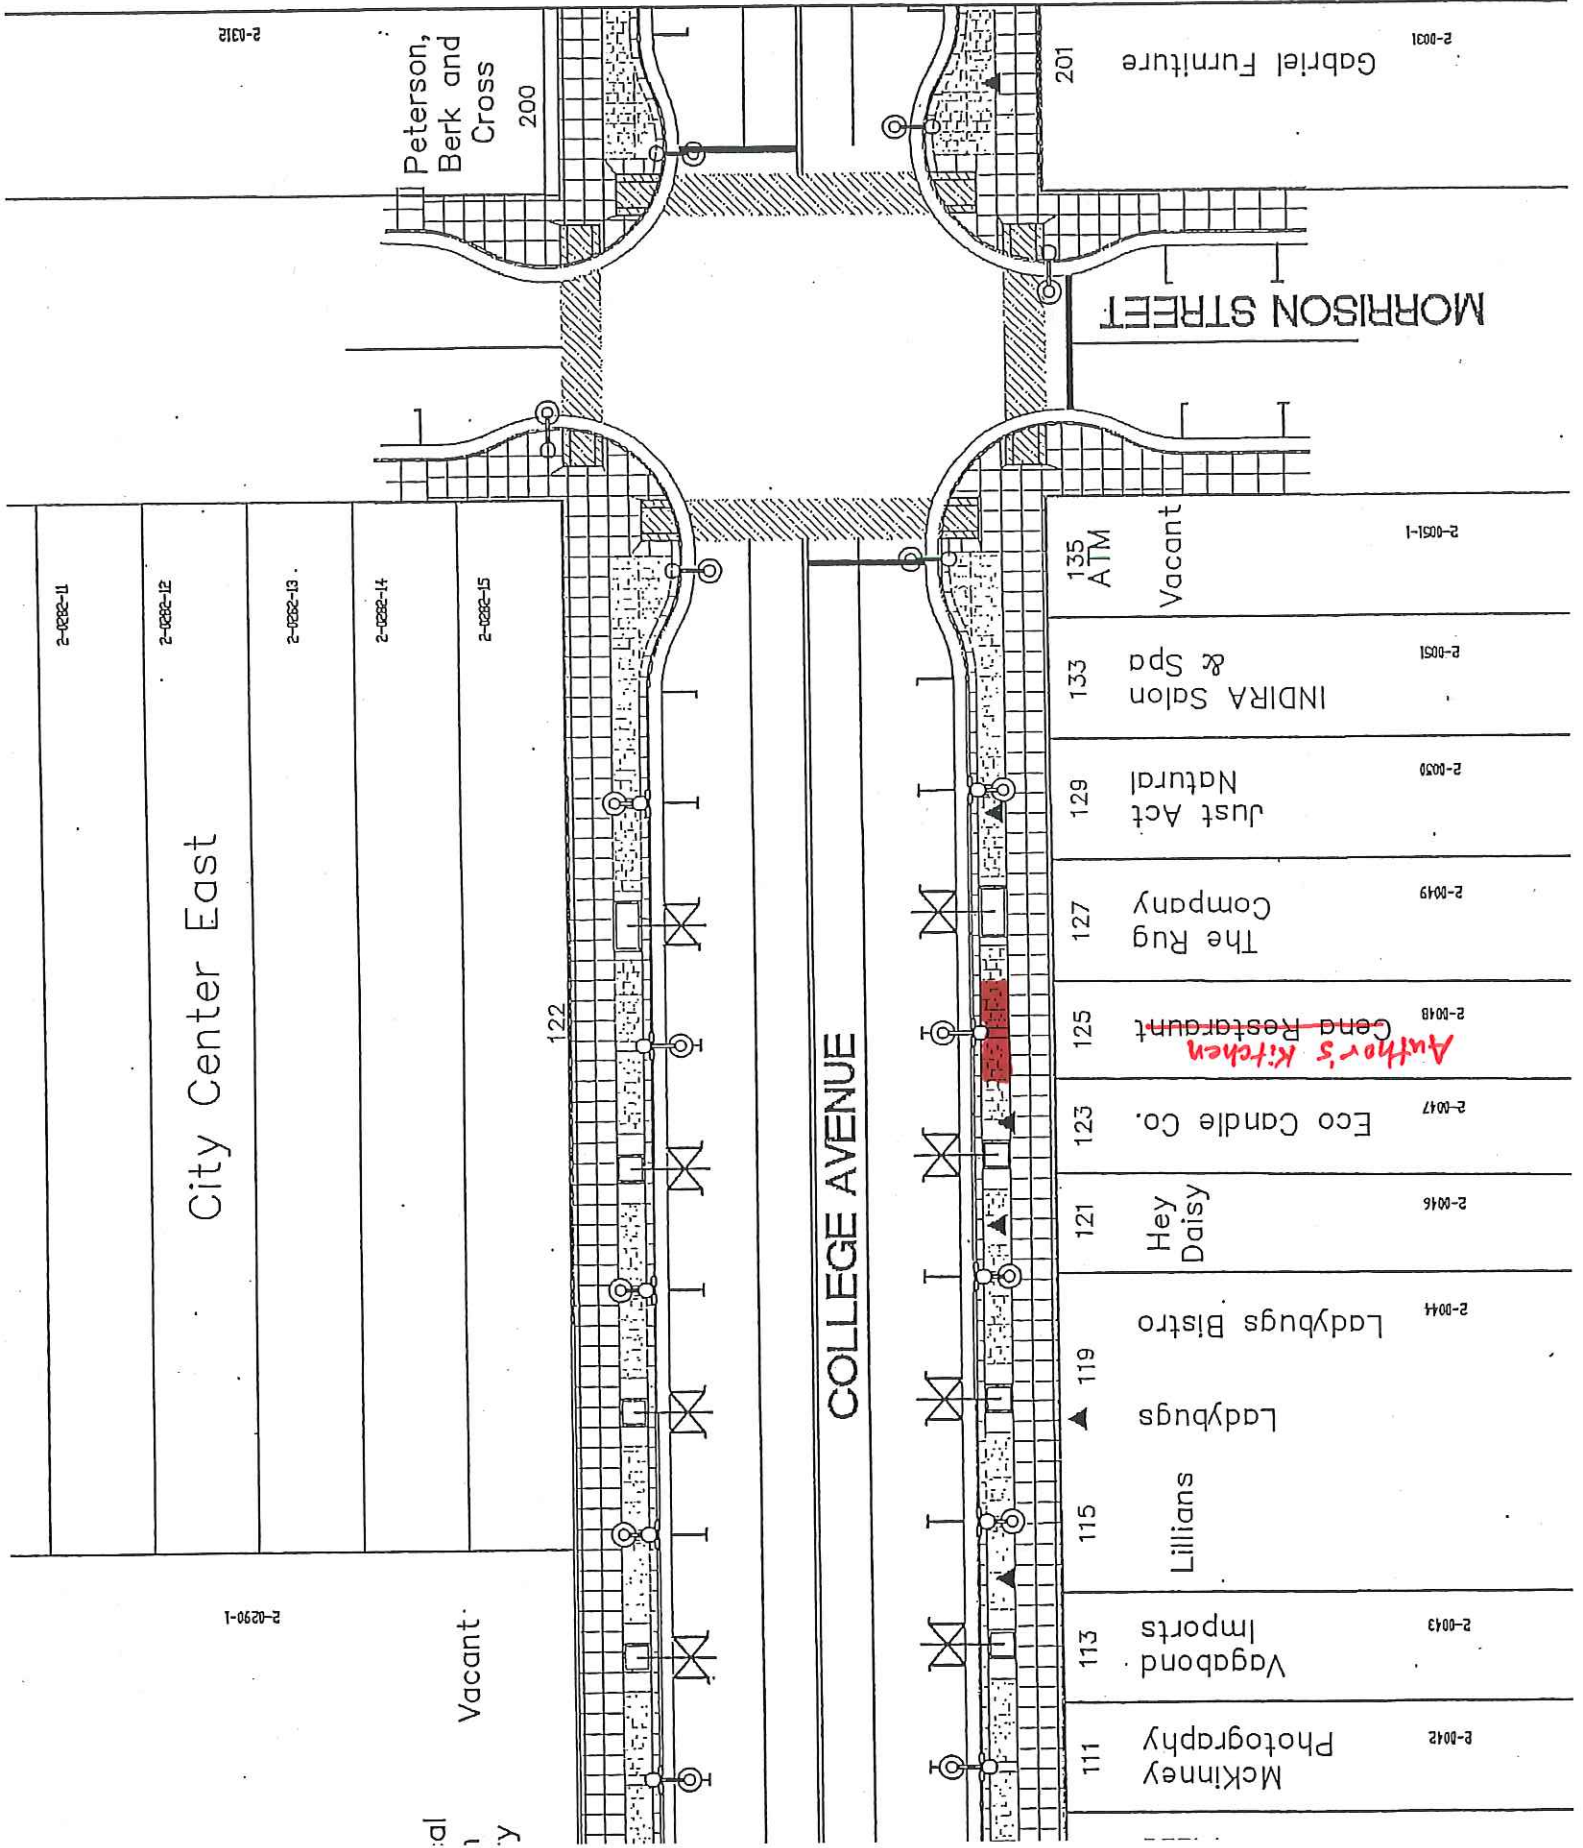 2-0312
Peterson,
Berk and
Cross
200
201
Gabriel Furniture
2-0031
MORRISON STREET
2-0282-11
2-0282-12
2-0282-13
2-0282-14
2-0282-15
City Center East
122
COLLEGE AVENUE
135
ATM
Vacant
2-0051-1
133
INDIRA Salon
& Spa
2-0051
129
Just Act
Natural
2-0050
127
The Rug
Company
2-0049
125
Cena Restaraunt
Author's Kitchen
2-0048
123
Eco Candle Co.
2-0047
121
Hey
Daisy
2-0046
Ladybugs Bistro
2-0044
119
Ladybugs
115
Lillians
113
Vagabond
Imports
2-0043
111
McKinney
Photography
2-0042
2-0290-1
Vacant
al
n
y